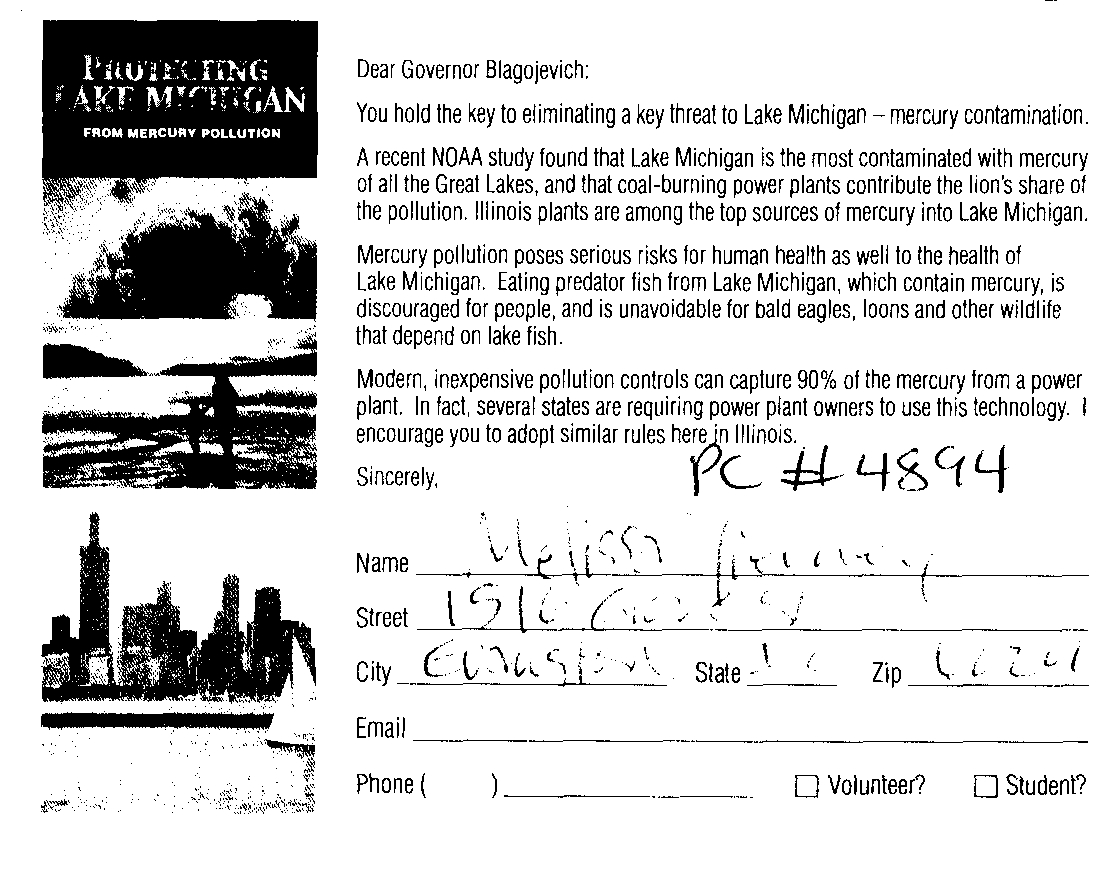 PROTECTING
LAKE MICHIGAN
FROM MERCURY POLLUTION
Dear Governor Blagojevich:
You hold the key to eliminating a key threat to Lake Michigan – mercury contamination.
A recent NOAA study found that Lake Michigan is the most contaminated with mercury
of all the Great Lakes, and that coal-burning power plants contribute the lion's share of
the pollution. Illinois plants are among the top sources of mercury into Lake Michigan.
Mercury pollution poses serious risks for human health as well to the health of
Lake Michigan. Eating predator fish from Lake Michigan, which contain mercury, is
discouraged for people, and is unavoidable for bald eagles, loons and other wildlife
that depend on lake fish.
Modern, inexpensive pollution controls can capture 90% of the mercury from a power
plant. In fact, several states are requiring power plant owners to use this technology. I
encourage you to adopt similar rules here in Illinois.
Sincerely,
PC #4894
Name Melissa
Street
City Evanston State Zip
Email
Phone ( )
Volunteer? Student?